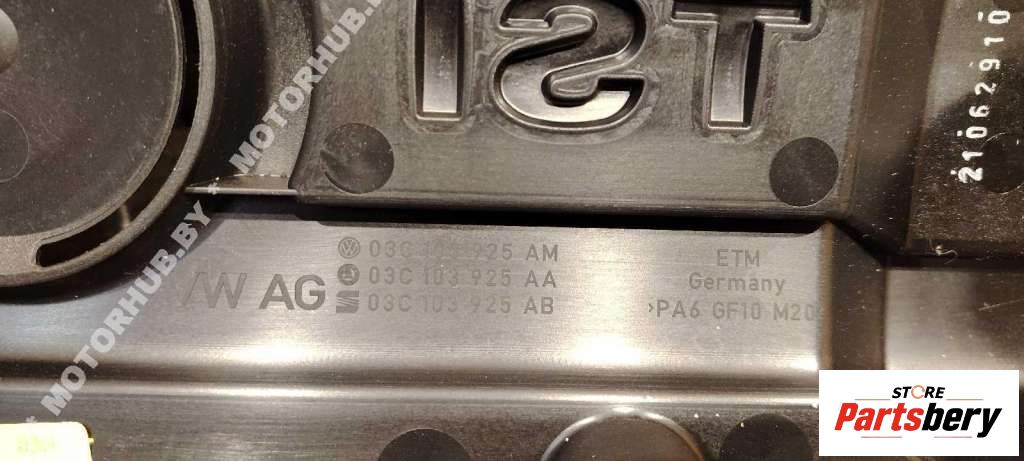 TSI
21062910
03C 103 925 AM
03C 103 925 AA
03C 103 925 AB
VW AG
ETM
Germany
>PA6 GF10 M20
MOTORHUB.BY * MOTORHUB.BY
STORE
Partsbery